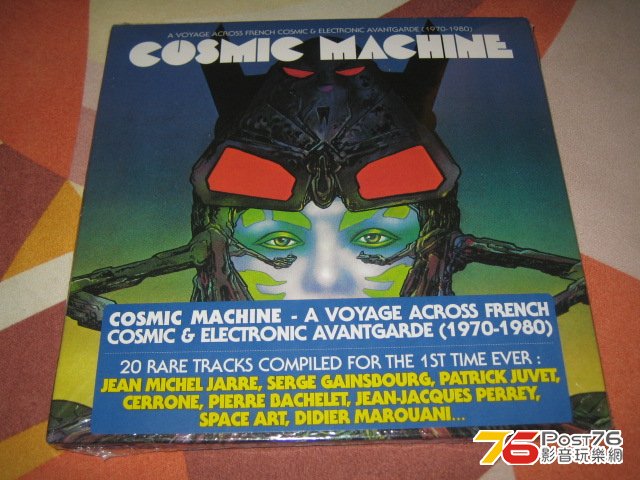 A VOYAGE ACROSS FRENCH COSMIC & ELECTRONIC AVANTGARDE (1970-1980)
COSMIC MACHINE
COSMIC MACHINE - A VOYAGE ACROSS FRENCH
COSMIC & ELECTRONIC AVANTGARDE (1970-1980)
20 RARE TRACKS COMPILED FOR THE 1ST TIME EVER :
JEAN MICHEL JARRE, SERGE GAINSBOURG, PATRICK JUVET,
CERRONE, PIERRE BACHELET, JEAN-JACQUES PERREY,
SPACE ART, DIDIER MAROUANI...
76 Post76
影音玩樂網